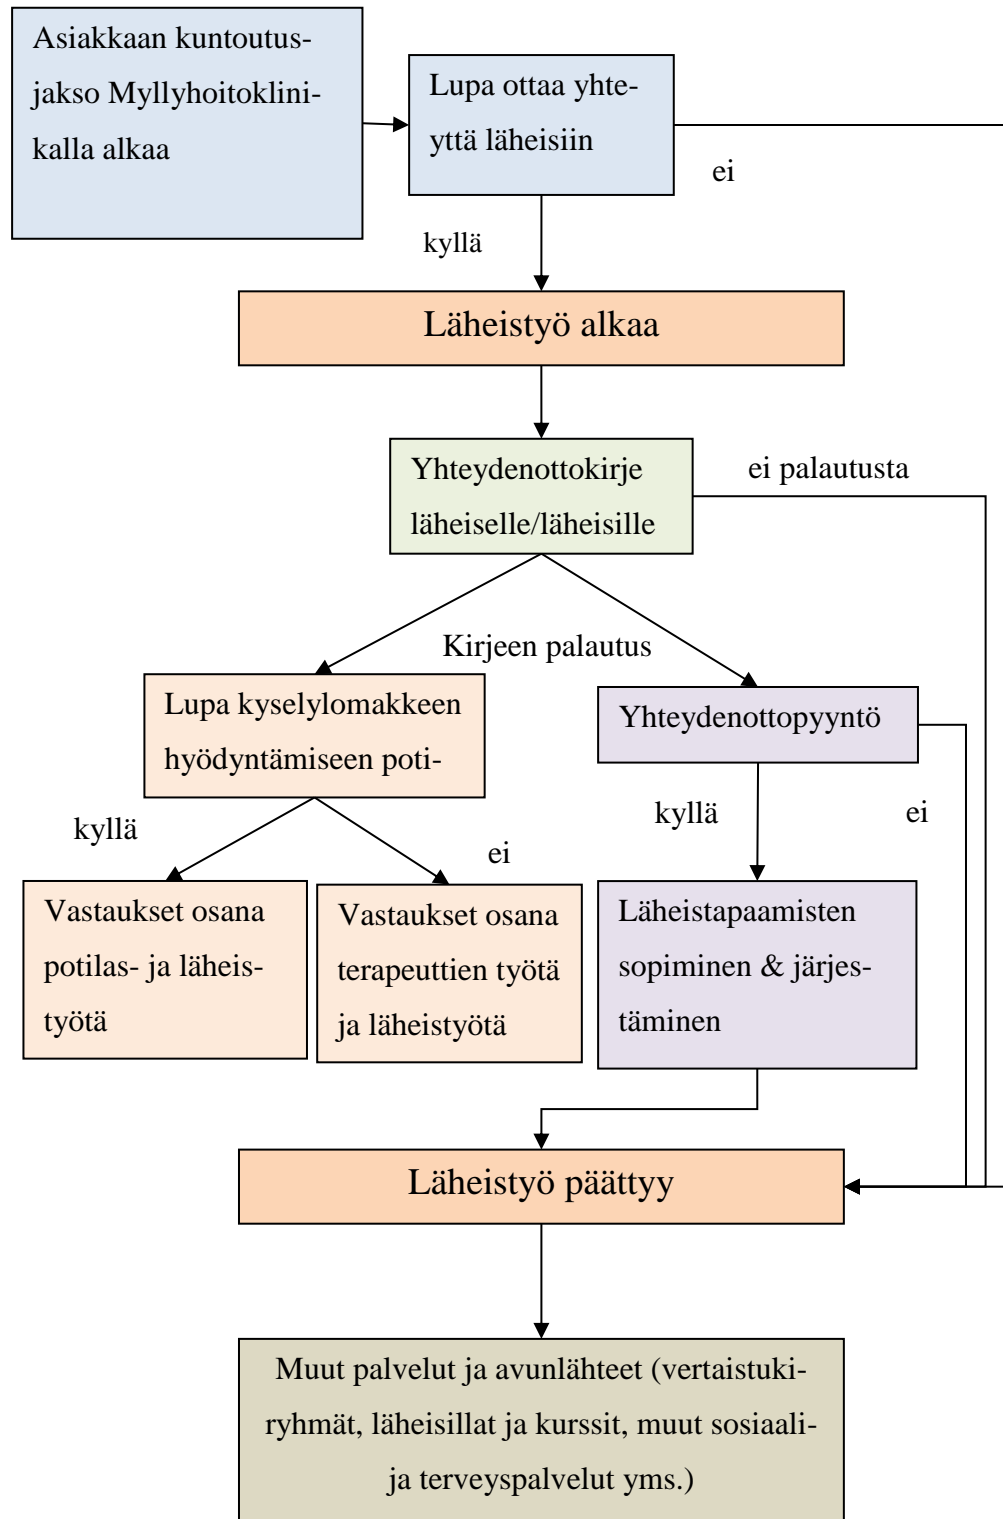 Asiakkaan kuntoutus-
jakso Myllyhoitoklini-
kalla alkaa
Lupa ottaa yhte-
yttä läheisiin
ei
kyllä
Läheistyö alkaa
Yhteydenottokirje
läheiselle/läheisille
ei palautusta
Kirjeen palautus
Lupa kyselylomakkeen
hyödyntämiseen poti-
Yhteydenottopyyntö
kyllä
ei
kyllä
ei
Vastaukset osana
potilas- ja läheis-
työtä
Vastaukset osana
terapeuttien työtä
ja läheistyötä
Läheistapaamisten
sopiminen & järjes-
täminen
Läheistyö päättyy
Muut palvelut ja avunlähteet (vertaistuki-
ryhmät, läheisillat ja kurssit, muut sosiaali-
ja terveyspalvelut yms.)